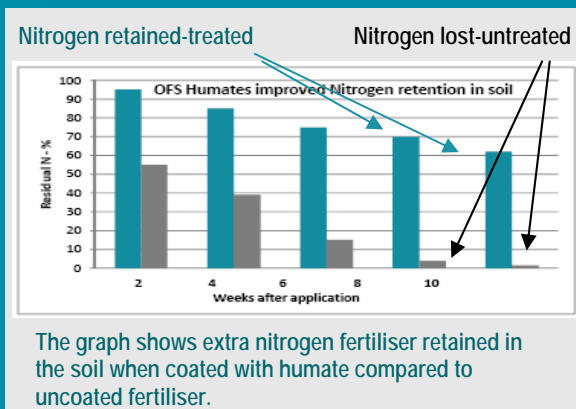 Nitrogen retained-treated
Nitrogen lost-untreated
OFS Humates improved Nitrogen retention in soil
100
90
80
70
60
50
40
30
20
10
0
Residual N - %
2 4 6 8 10
Weeks after application
The graph shows extra nitrogen fertiliser retained in
the soil when coated with humate compared to
uncoated fertiliser.